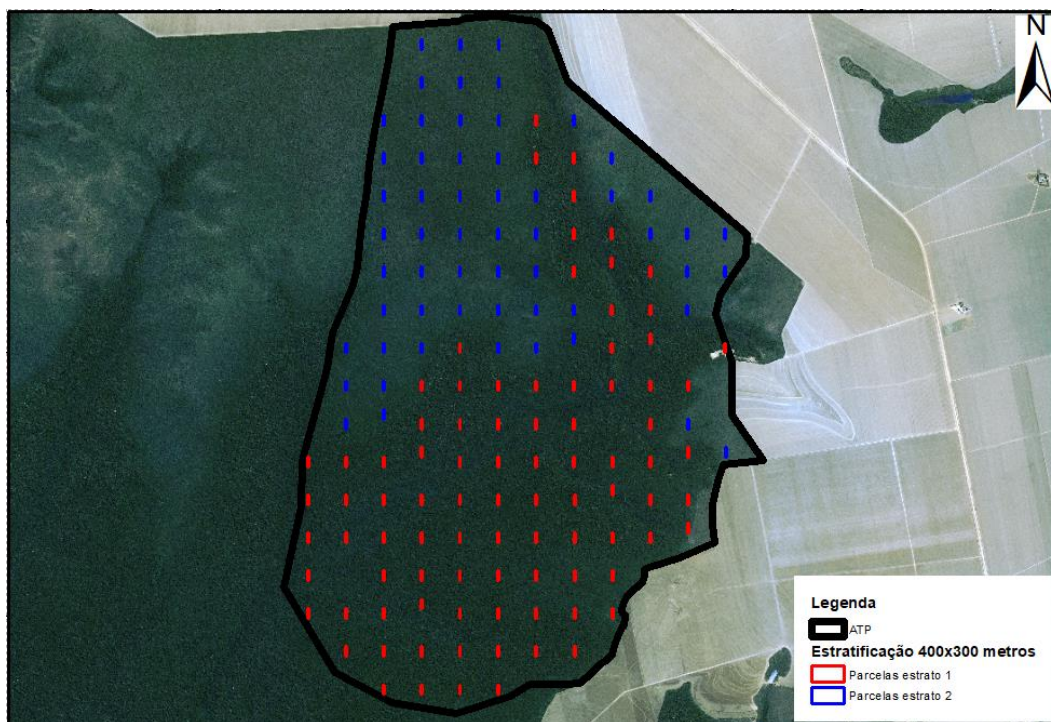 N
Legenda
ATP
Estratificação 400x300 metros
Parcelas estrato 1
Parcelas estrato 2